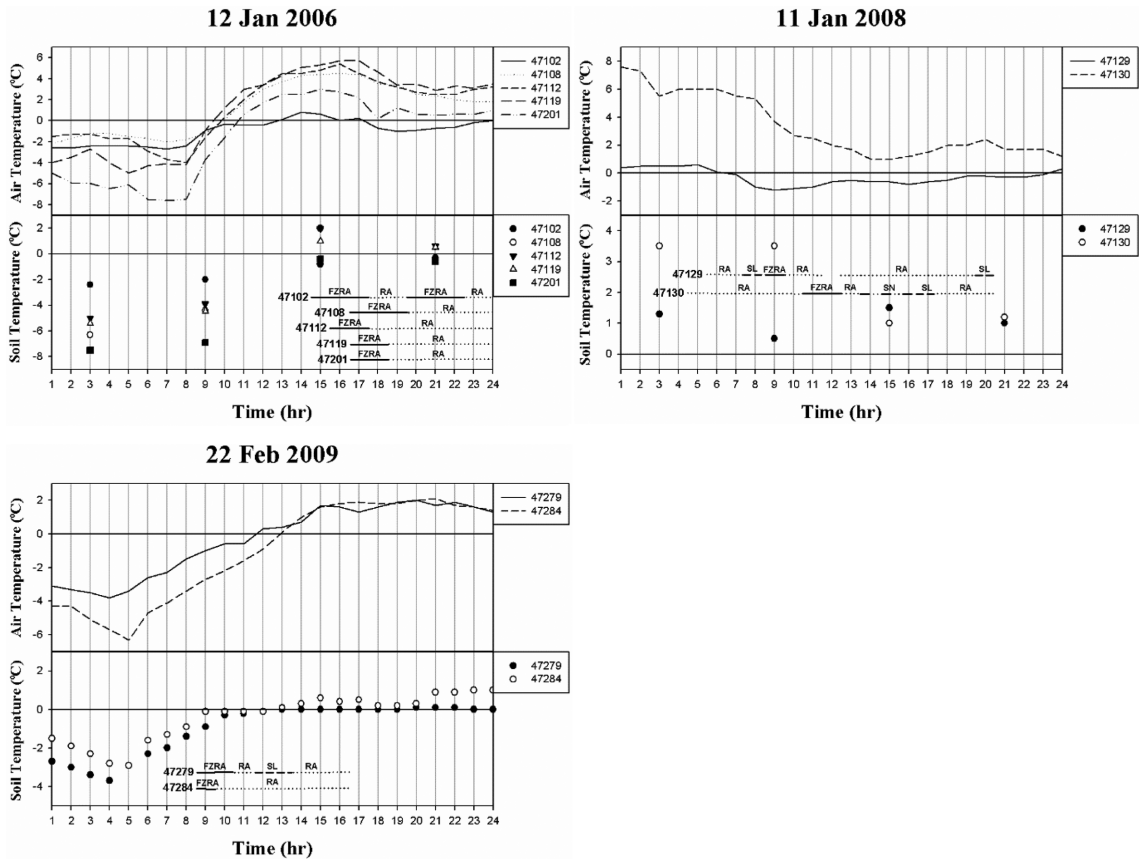 12 Jan 2006
Air Temperature (℃)
6
4
2
0
-2
-4
-6
-8
47102
47108
47112
47119
47201
Soil Temperature (℃)
2
0
-2
-4
-6
-8
47102
47108
47112
47119
47201
FZRA RA FZRA RA
47102
FZRA RA
47108
FZRA RA
47112
FZRA RA
47119
FZRA RA
47201
1 2 3 4 5 6 7 8 9 10 11 12 13 14 15 16 17 18 19 20 21 22 23 24
Time (hr)
11 Jan 2008
Air Temperature (℃)
8
6
4
2
0
-2
47129
47130
Soil Temperature (℃)
4
3
2
1
0
47129
47130
RA SL FZRA RA RA SL
47129
RA FZRA RA SN SL RA
47130
1 2 3 4 5 6 7 8 9 10 11 12 13 14 15 16 17 18 19 20 21 22 23 24
Time (hr)
22 Feb 2009
Air Temperature (℃)
2
0
-2
-4
-6
47279
47284
Soil Temperature (℃)
2
0
-2
-4
47279
47284
FZRA RA SL RA
47279
FZRA RA
47284
1 2 3 4 5 6 7 8 9 10 11 12 13 14 15 16 17 18 19 20 21 22 23 24
Time (hr)